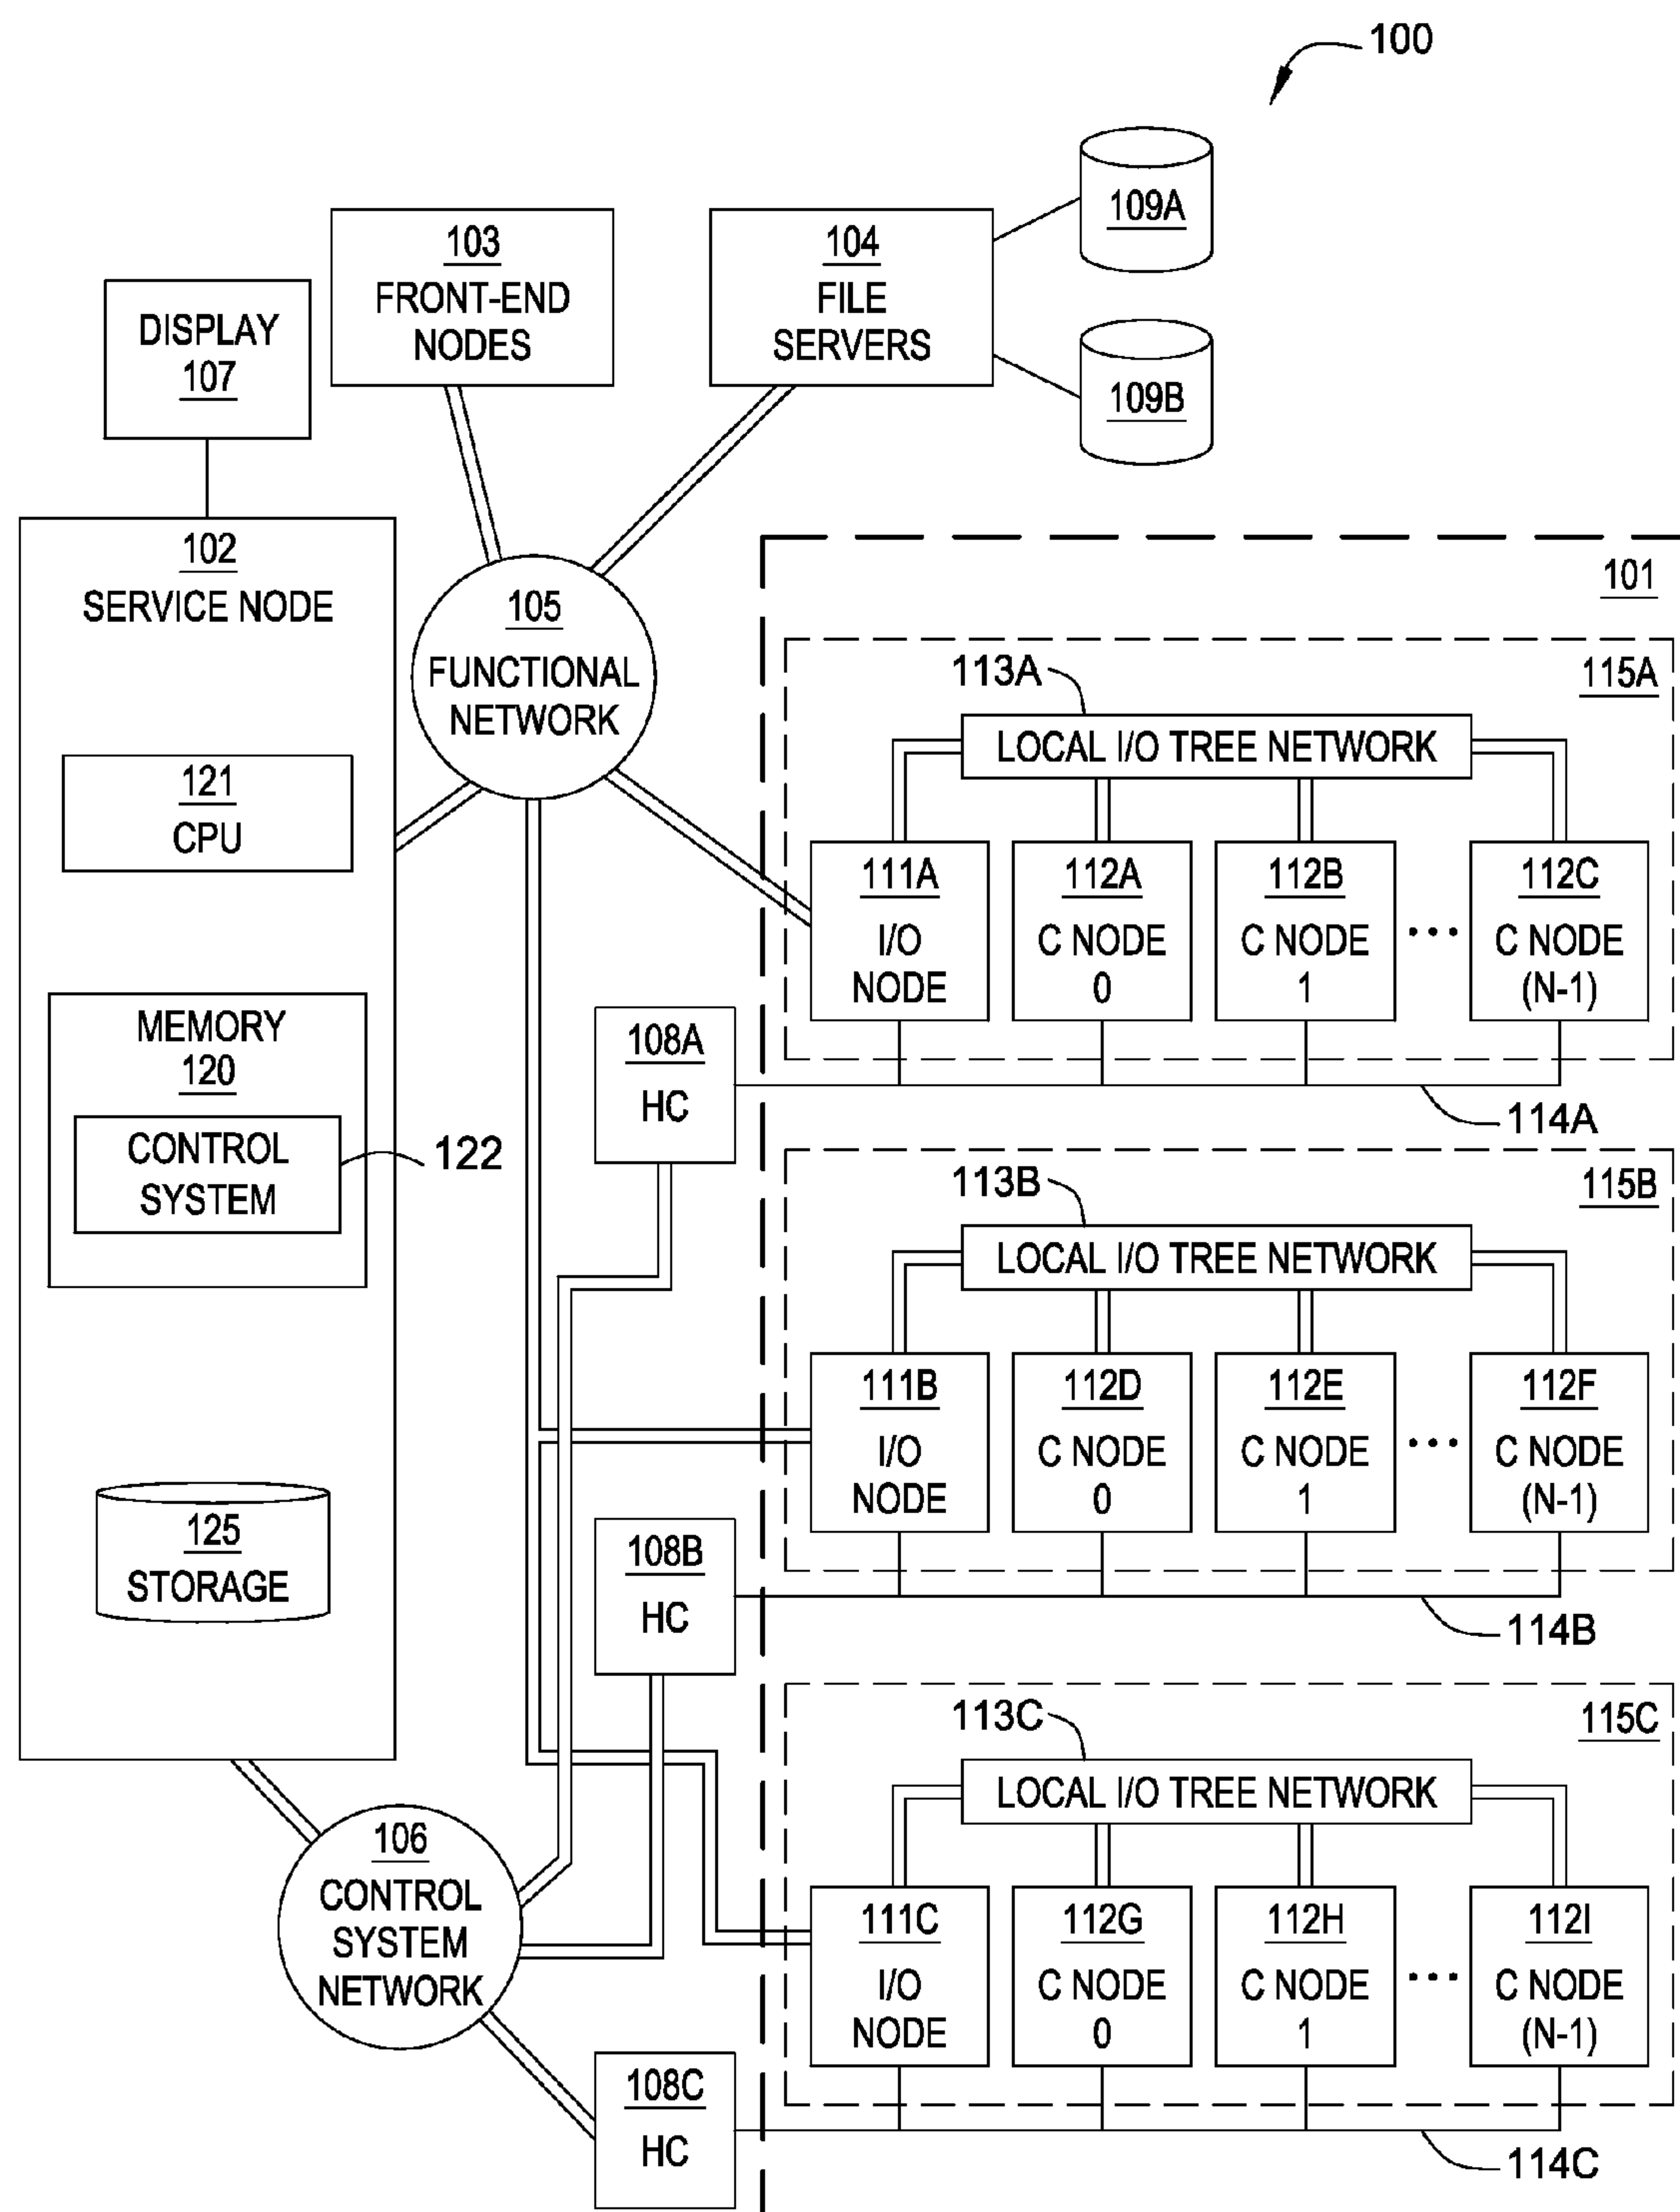 100
109A
109B
103
FRONT-END
NODES
104
FILE
SERVERS
DISPLAY
107
102
SERVICE NODE
121
CPU
MEMORY
120
CONTROL
SYSTEM
122
125
STORAGE
105
FUNCTIONAL
NETWORK
106
CONTROL
SYSTEM
NETWORK
108A
HC
108B
HC
108C
HC
101
115A
113A
LOCAL I/O TREE NETWORK
111A
I/O
NODE
112A
C NODE
0
112B
C NODE
1
...
112C
C NODE
(N-1)
114A
115B
113B
LOCAL I/O TREE NETWORK
111B
I/O
NODE
112D
C NODE
0
112E
C NODE
1
...
112F
C NODE
(N-1)
114B
115C
113C
LOCAL I/O TREE NETWORK
111C
I/O
NODE
112G
C NODE
0
112H
C NODE
1
...
112I
C NODE
(N-1)
114C